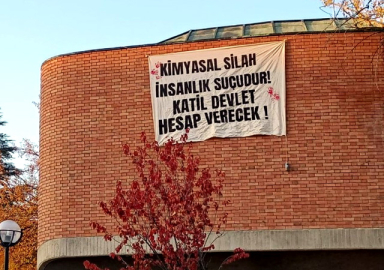 KİMYASAL SİLAH
İNSANLIK SUÇUDUR!
KATİL DEVLET
HESAP VERECEK !